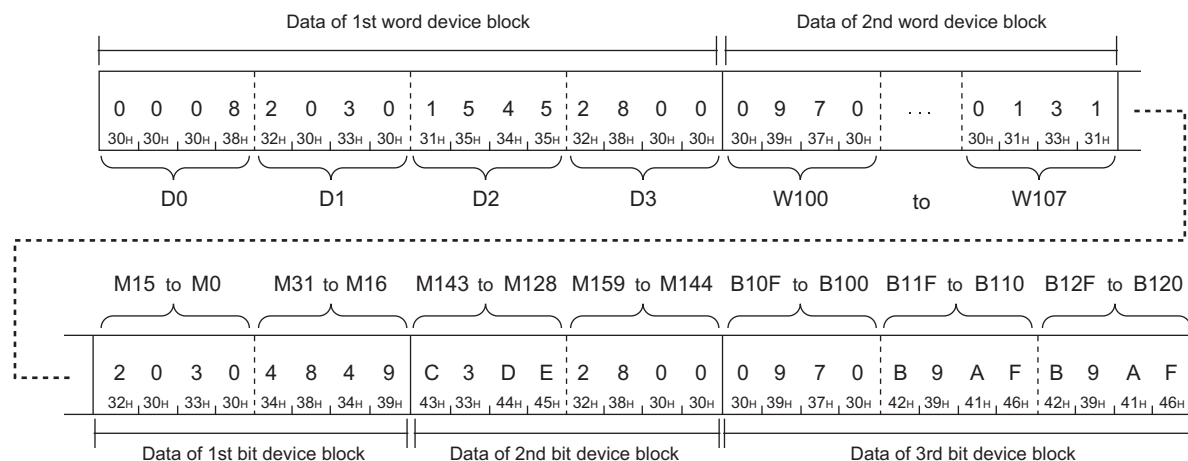 Data of 1st word device block Data of 2nd word device block
0 0 0 8 2 0 3 0 1 5 4 5 2 8 0 0 0 9 7 0 ... 0 1 3 1
30H 30H 30H 38H 32H 30H 33H 30H 31H 35H 34H 35H 32H 38H 30H 30H 30H 39H 37H 30H 30H 31H 33H 31H
D0 D1 D2 D3 W100 to W107
M15 to M0 M31 to M16 M143 to M128 M159 to M144 B10F to B100 B11F to B110 B12F to B120
2 0 3 0 4 8 4 9 C 3 D E 2 8 0 0 0 9 7 0 B 9 A F B 9 A F
32H 30H 33H 30H 34H 38H 34H 39H 43H 33H 44H 45H 32H 38H 30H 30H 30H 39H 37H 30H 42H 39H 41H 46H 42H 39H 41H 46H
Data of 1st bit device block Data of 2nd bit device block Data of 3rd bit device block